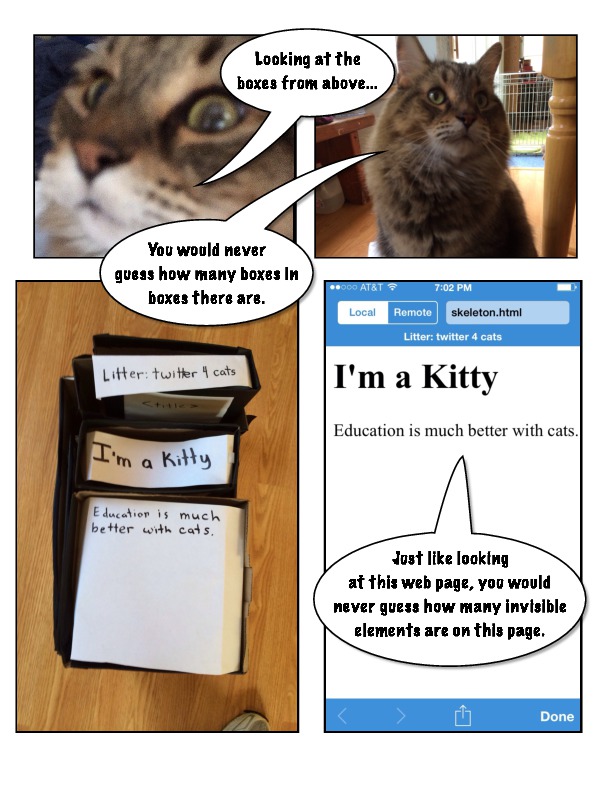 Looking at the
boxes from above...
You would never
guess how many boxes in
boxes there are.
Litter: twitter 4 cats
<title>
I'm a Kitty
Education is much
better with cats.
AT&T 7:02 PM
Local Remote skeleton.html
Litter: twitter 4 cats
I'm a Kitty
Education is much better with cats.
Just like looking
at this web page, you would
never guess how many invisible
elements are on this page.
Done